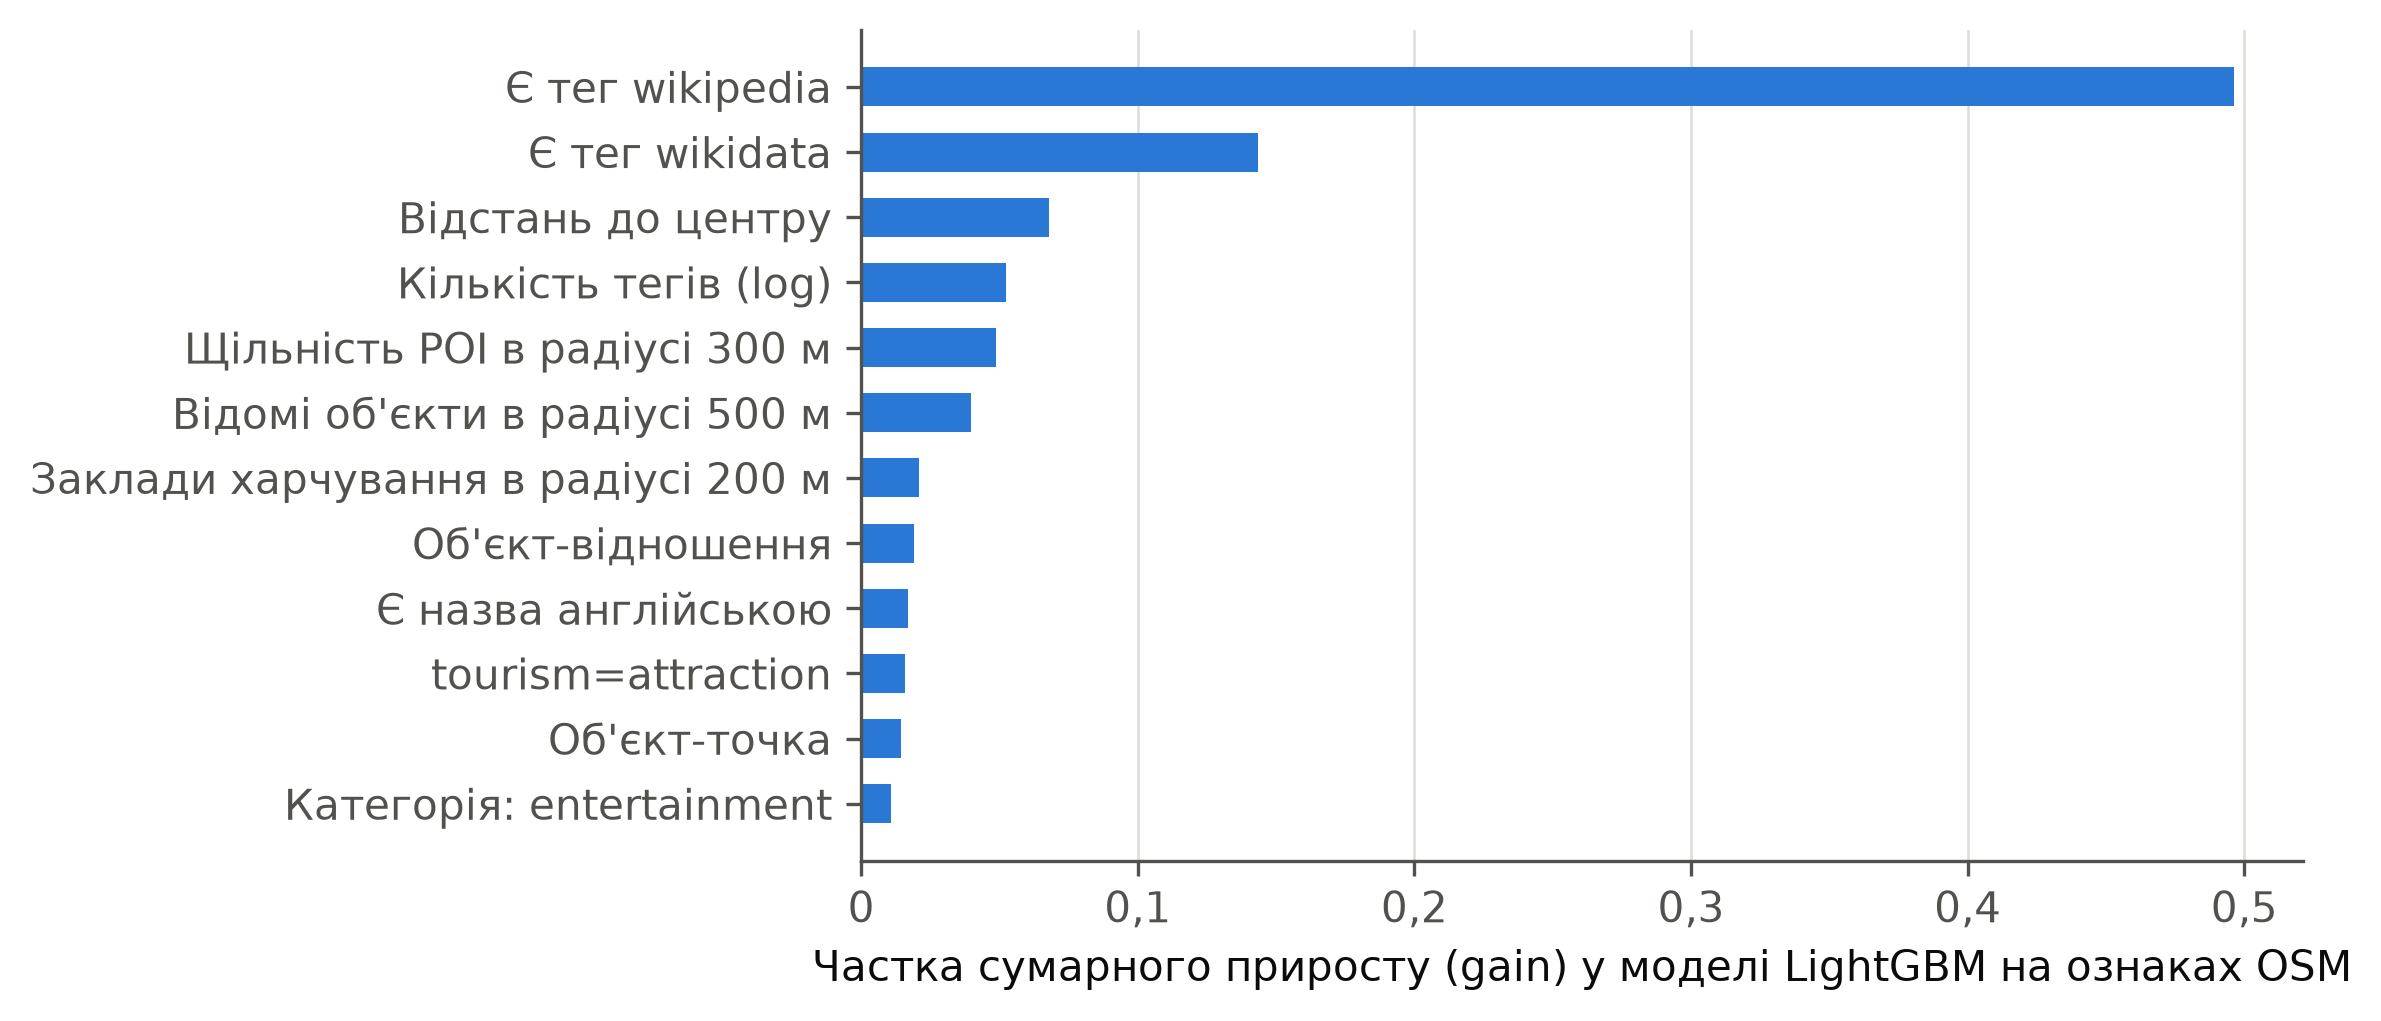 Є тег wikipedia
Є тег wikidata
Відстань до центру
Кількість тегів (log)
Щільність POI в радіусі 300 м
Відомі об'єкти в радіусі 500 м
Заклади харчування в радіусі 200 м
Об'єкт-відношення
Є назва англійською
tourism=attraction
Об'єкт-точка
Категорія: entertainment
0 0,1 0,2 0,3 0,4 0,5
Частка сумарного приросту (gain) у моделі LightGBM на ознаках OSM